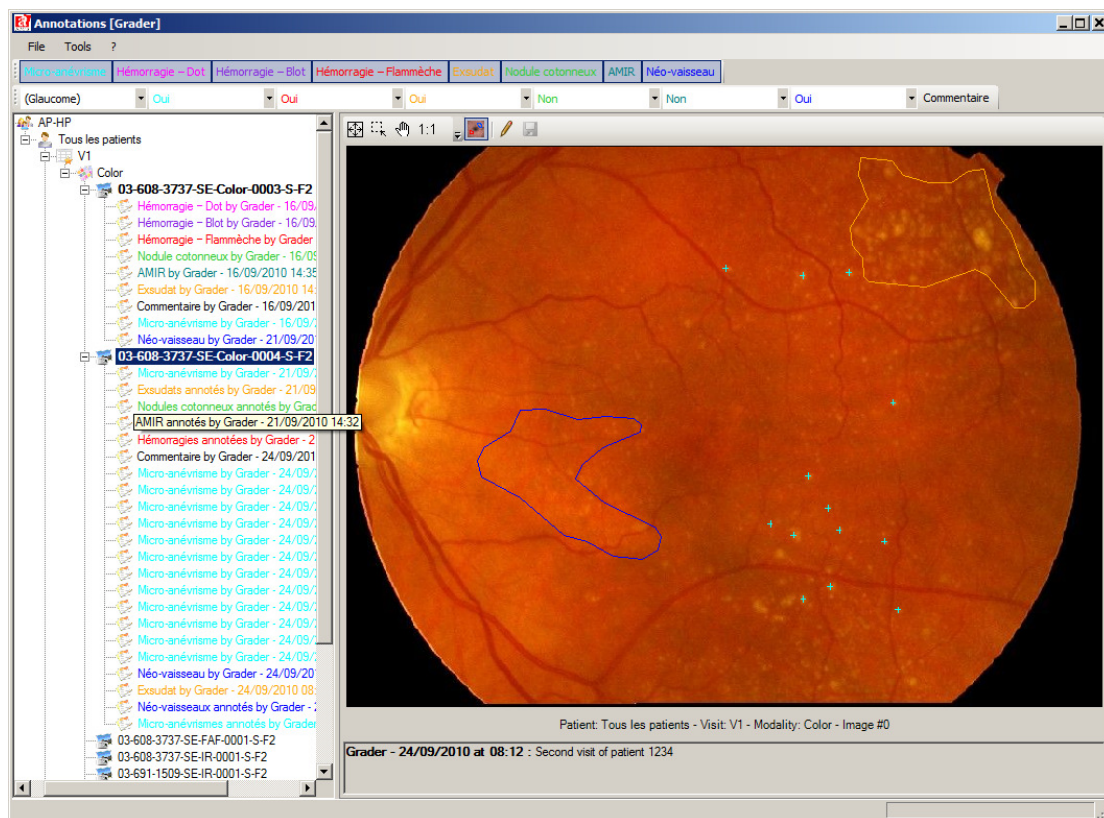 Annotations [Grader]
File Tools ?
Micro-anévrisme Hémorragie – Dot Hémorragie – Blot Hémorragie – Flammèche Exsudat Nodule cotonneux AMIR Néo-vaisseau
(Glaucome) Oui Oui Oui Non Non Oui Commentaire
AP-HP
1:1
Tous les patients
V1
Color
03-608-3737-SE-Color-0003-S-F2
Hémorragie – Dot by Grader - 16/09/
Hémorragie – Blot by Grader - 16/09
Hémorragie – Flammèche by Grader
Nodule cotonneux by Grader - 16/09
AMIR by Grader - 16/09/2010 14:35
Exsudat by Grader - 16/09/2010 14:
Commentaire by Grader - 16/09/201
Micro-anévrisme by Grader - 16/09/
Néo-vaisseau by Grader - 21/09/201
03-608-3737-SE-Color-0004-S-F2
Micro-anévrisme by Grader - 21/09/
Exsudats annotés by Grader - 21/09
Nodules cotonneux annotés by Grad
AMIR annotés by Grader - 21/09/2010 14:32
Hémorragies annotées by Grader - 2
Commentaire by Grader - 24/09/201
Micro-anévrisme by Grader - 24/09/
Micro-anévrisme by Grader - 24/09/
Micro-anévrisme by Grader - 24/09/
Micro-anévrisme by Grader - 24/09/
Micro-anévrisme by Grader - 24/09/
Micro-anévrisme by Grader - 24/09/
Micro-anévrisme by Grader - 24/09/
Micro-anévrisme by Grader - 24/09/
Micro-anévrisme by Grader - 24/09/
Micro-anévrisme by Grader - 24/09/
Micro-anévrisme by Grader - 24/09/
Micro-anévrisme by Grader - 24/09/
Néo-vaisseau by Grader - 24/09/201
Exsudat by Grader - 24/09/2010 08:
Néo-vaisseaux annotés by Grader - 2
Micro-anévrismes annotés by Grader
03-608-3737-SE-FAF-0001-S-F2
03-608-3737-SE-IR-0001-S-F2
03-691-1509-SE-IR-0001-S-F2
Patient: Tous les patients - Visit: V1 - Modality: Color - Image #0
Grader - 24/09/2010 at 08:12 : Second visit of patient 1234